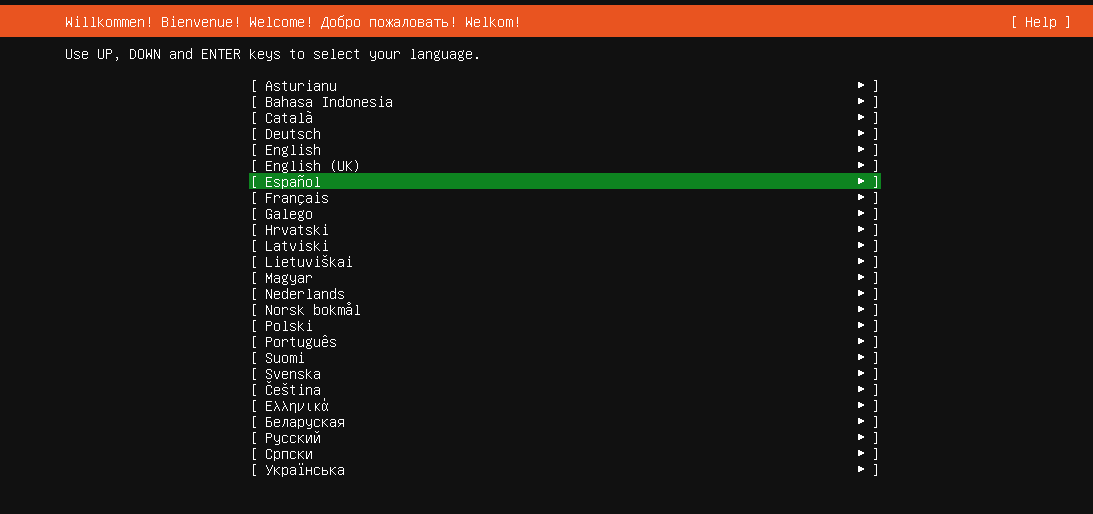 Willkommen! Bienvenue! Welcome! Добро пожаловать! Welkom! [ Help ]
Use UP, DOWN and ENTER keys to select your language.
[ Asturianu ► ]
[ Bahasa Indonesia ► ]
[ Català ► ]
[ Deutsch ► ]
[ English ► ]
[ English (UK) ► ]
[ Español ► ]
[ Français ► ]
[ Galego ► ]
[ Hrvatski ► ]
[ Latviski ► ]
[ Lietuviškai ► ]
[ Magyar ► ]
[ Nederlands ► ]
[ Norsk bokmål ► ]
[ Polski ► ]
[ Português ► ]
[ Suomi ► ]
[ Svenska ► ]
[ Čeština ► ]
[ Ελληνικά ► ]
[ Беларуская ► ]
[ Русский ► ]
[ Српски ► ]
[ Українська ► ]